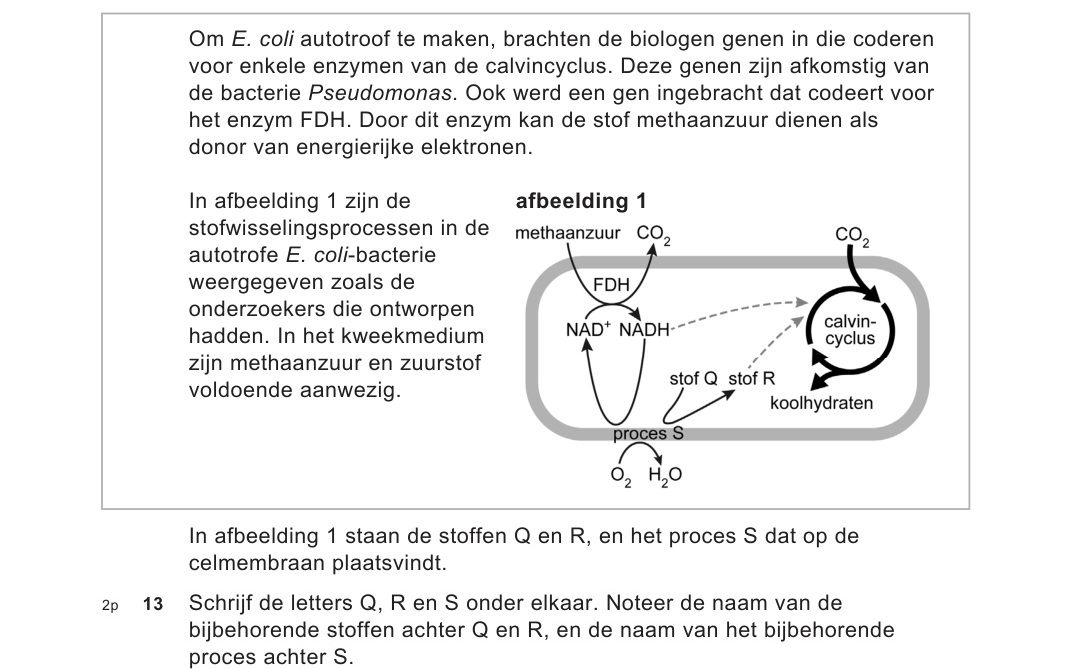 Om E. coli autotroof te maken, brachten de biologen genen in die coderen
voor enkele enzymen van de calvincyclus. Deze genen zijn afkomstig van
de bacterie Pseudomonas. Ook werd een gen ingebracht dat codeert voor
het enzym FDH. Door dit enzym kan de stof methaanzuur dienen als
donor van energierijke elektronen.
In afbeelding 1 zijn de
stofwisselingsprocessen in de
autotrofe E. coli-bacterie
weergegeven zoals de
onderzoekers die ontworpen
hadden. In het kweekmedium
zijn methaanzuur en zuurstof
voldoende aanwezig.
afbeelding 1
methaanzuur CO2
CO2
FDH
NAD+ NADH
calvin-
cyclus
stof Q stof R
koolhydraten
proces S
O2 H2O
In afbeelding 1 staan de stoffen Q en R, en het proces S dat op de
celmembraan plaatsvindt.
2p 13 Schrijf de letters Q, R en S onder elkaar. Noteer de naam van de
bijbehorende stoffen achter Q en R, en de naam van het bijbehorende
proces achter S.